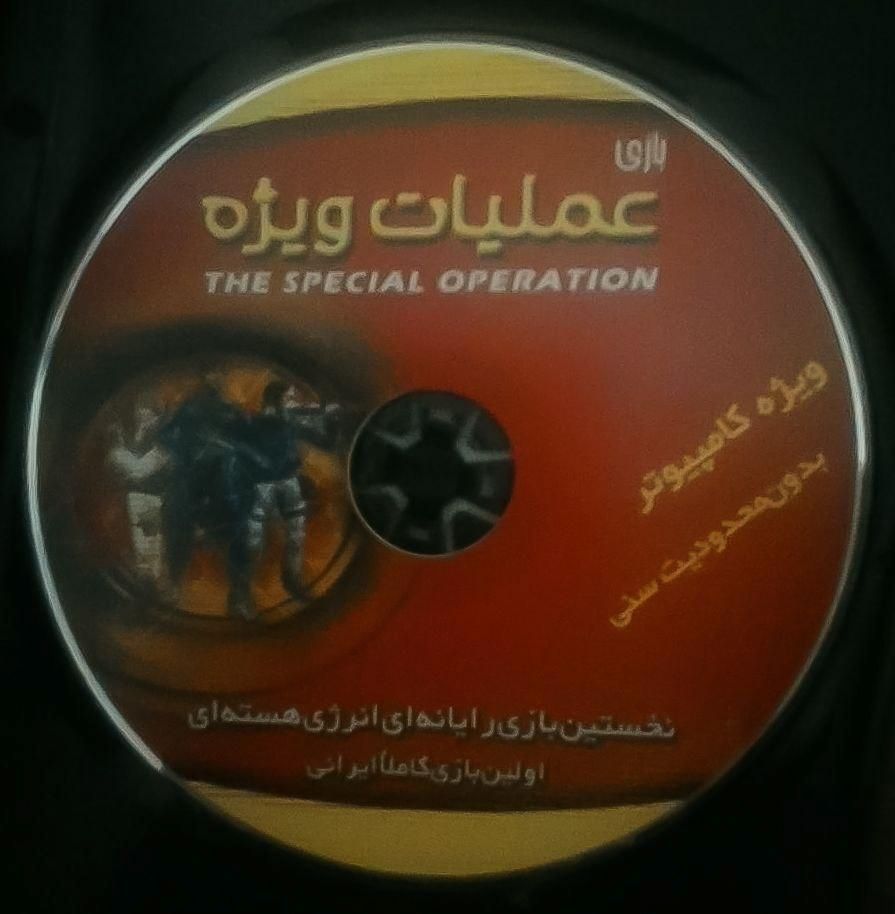 بازی
عملیات ویژه
THE SPECIAL OPERATION
ویژه کامپیوتر
بدون محدودیت سنی
نخستین بازی رایانه‌ای انرژی هسته‌ای
اولین بازی کاملاً ایرانی